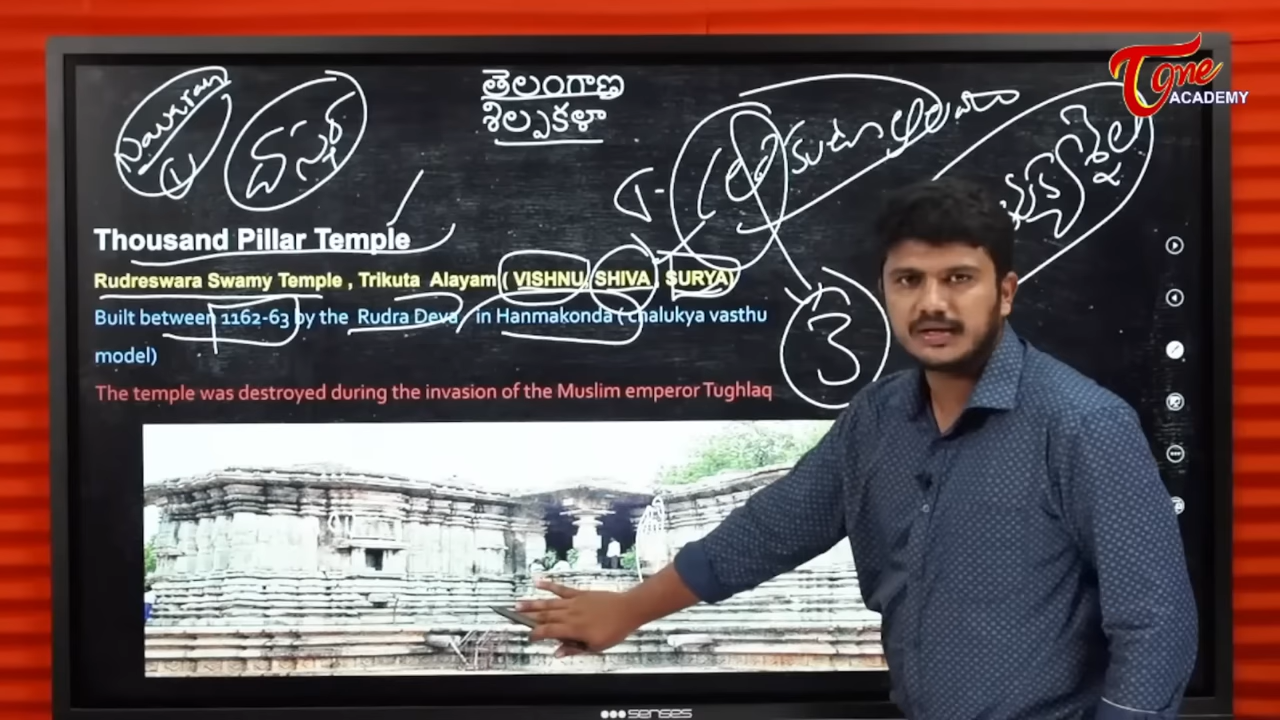 Tone
ACADEMY
తెలంగాణ
శిల్పకళా
Thousand Pillar Temple
Rudreswara Swamy Temple , Trikuta Alayam ( VISHNU, SHIVA , SURYA)
Built between 1162-63 by the Rudra Deva, in Hanmakonda ( chalukya vasthu
model)
3
The temple was destroyed during the invasion of the Muslim emperor Tughlaq
senses